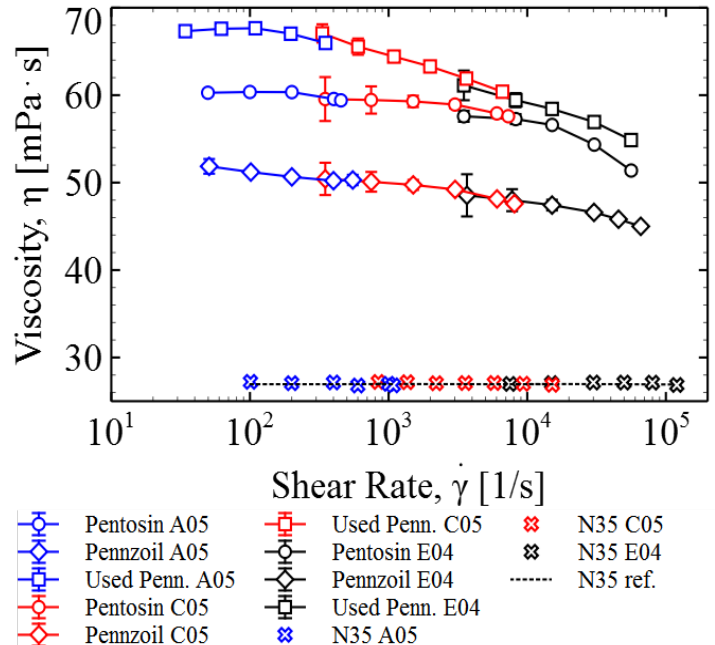 70
60
50
40
30
Viscosity, η [mPa·s]
10¹ 10² 10³ 10⁴ 10⁵
Shear Rate, γ̇ [1/s]
Pentosin A05
Pennzoil A05
Used Penn. A05
Pentosin C05
Pennzoil C05
Used Penn. C05
Pentosin E04
Pennzoil E04
Used Penn. E04
N35 A05
N35 C05
N35 E04
N35 ref.